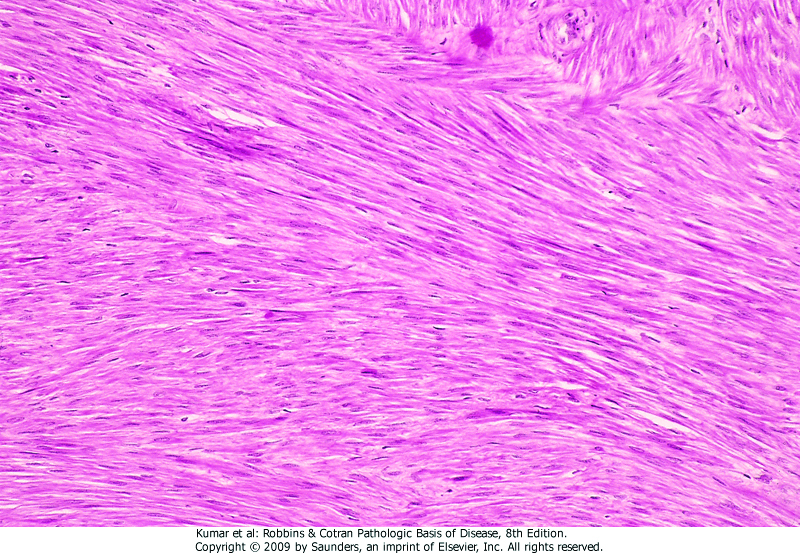 Kumar et al: Robbins & Cotran Pathologic Basis of Disease, 8th Edition.
Copyright © 2009 by Saunders, an imprint of Elsevier, Inc. All rights reserved.